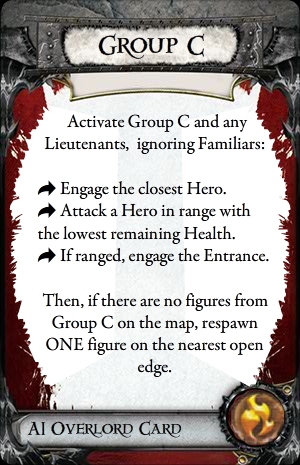 Group C
Activate Group C and any
Lieutenants, ignoring Familiars:
Engage the closest Hero.
Attack a Hero in range with
the lowest remaining Health.
If ranged, engage the Entrance.
Then, if there are no figures from
Group C on the map, respawn
ONE figure on the nearest open
edge.
AI Overlord Card